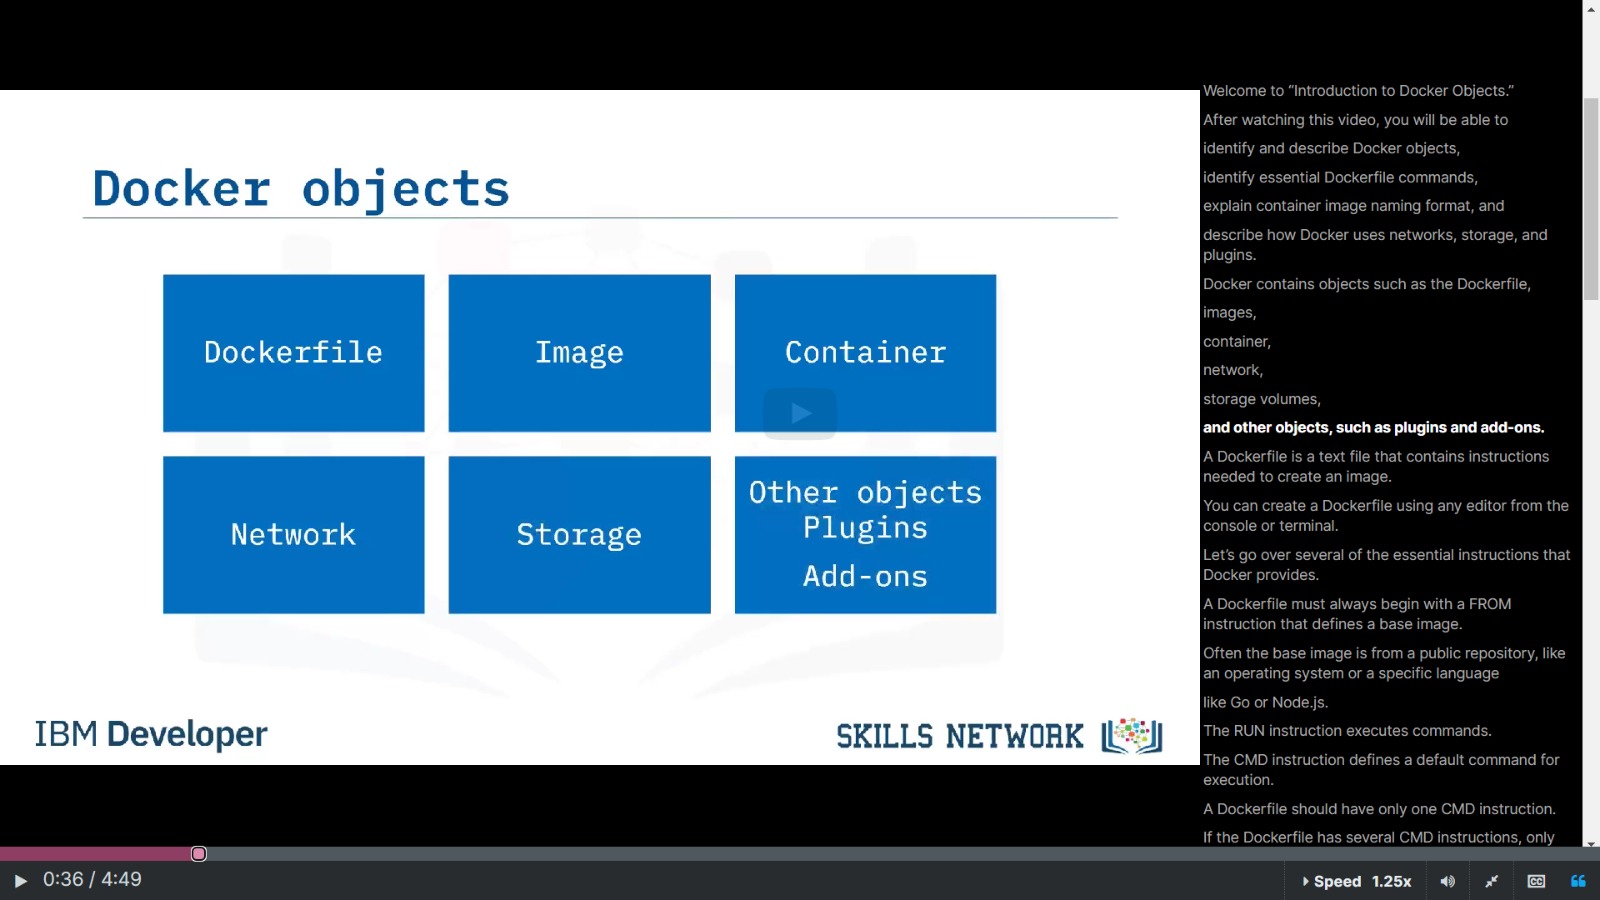 Docker objects
Dockerfile
Image
Container
Network
Storage
Other objects
Plugins
Add-ons
IBM Developer
SKILLS NETWORK
Welcome to “Introduction to Docker Objects.”
After watching this video, you will be able to
identify and describe Docker objects,
identify essential Dockerfile commands,
explain container image naming format, and
describe how Docker uses networks, storage, and
plugins.
Docker contains objects such as the Dockerfile,
images,
container,
network,
storage volumes,
and other objects, such as plugins and add-ons.
A Dockerfile is a text file that contains instructions
needed to create an image.
You can create a Dockerfile using any editor from the
console or terminal.
Let’s go over several of the essential instructions that
Docker provides.
A Dockerfile must always begin with a FROM
instruction that defines a base image.
Often the base image is from a public repository, like
an operating system or a specific language
like Go or Node.js.
The RUN instruction executes commands.
The CMD instruction defines a default command for
execution.
A Dockerfile should have only one CMD instruction.
If the Dockerfile has several CMD instructions, only
0:36 / 4:49
Speed 1.25x
CC